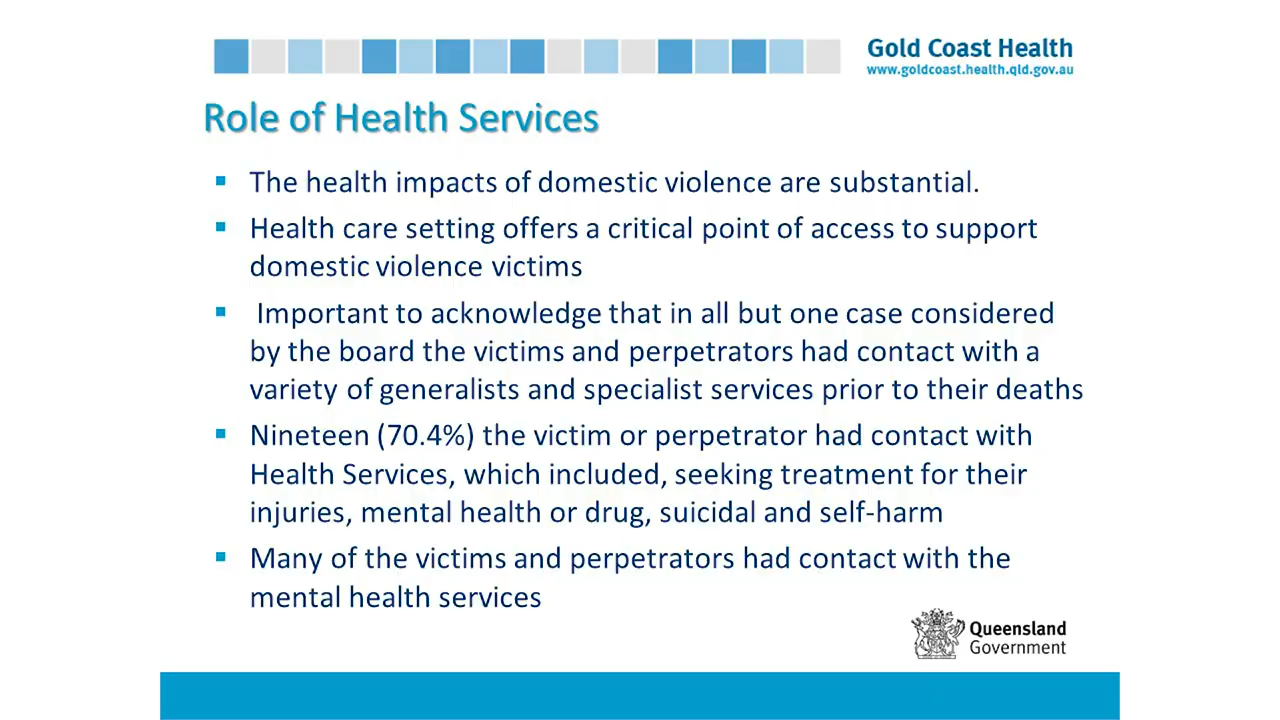 Gold Coast Health
www.goldcoast.health.qld.gov.au
Role of Health Services
▪ The health impacts of domestic violence are substantial.
▪ Health care setting offers a critical point of access to support
domestic violence victims
▪ Important to acknowledge that in all but one case considered
by the board the victims and perpetrators had contact with a
variety of generalists and specialist services prior to their deaths
▪ Nineteen (70.4%) the victim or perpetrator had contact with
Health Services, which included, seeking treatment for their
injuries, mental health or drug, suicidal and self-harm
▪ Many of the victims and perpetrators had contact with the
mental health services
Queensland
Government